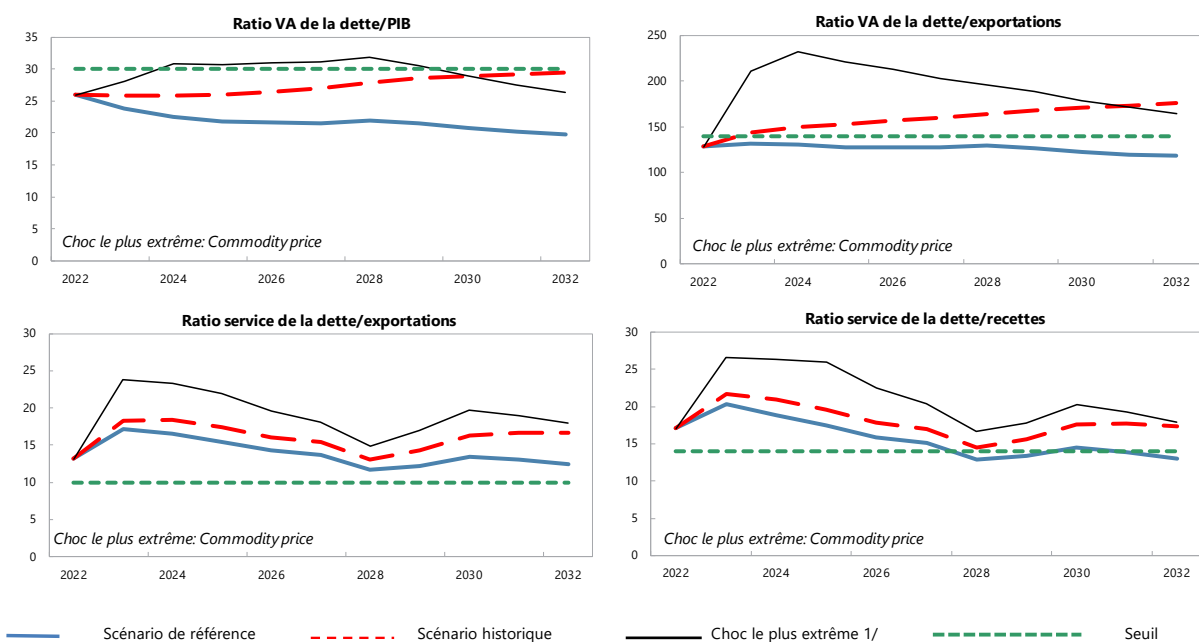 Ratio VA de la dette/PIB
35
30
25
20
15
10
5
0
Choc le plus extrême: Commodity price
2022 2024 2026 2028 2030 2032
Ratio VA de la dette/exportations
250
200
150
100
50
0
Choc le plus extrême: Commodity price
2022 2024 2026 2028 2030 2032
Ratio service de la dette/exportations
30
25
20
15
10
5
0
Choc le plus extrême: Commodity price
2022 2024 2026 2028 2030 2032
Ratio service de la dette/recettes
30
25
20
15
10
5
0
Choc le plus extrême: Commodity price
2022 2024 2026 2028 2030 2032
Scénario de référence Scénario historique Choc le plus extrême 1/ Seuil